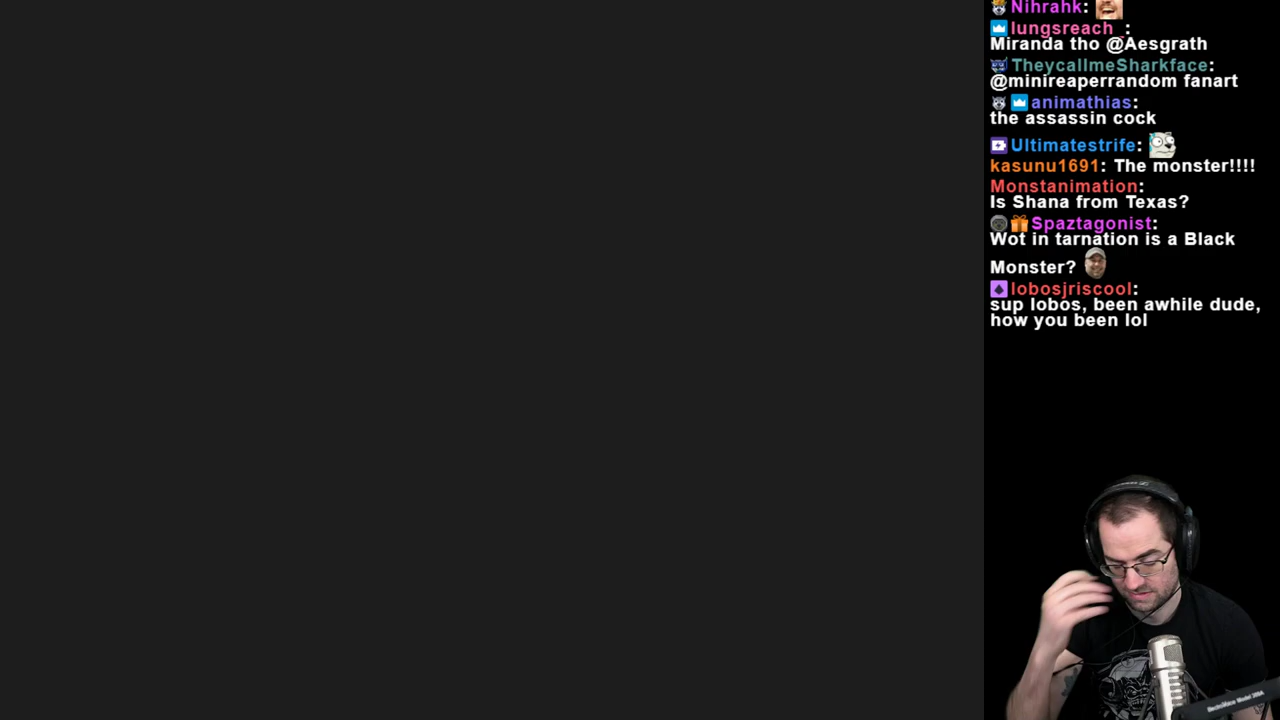 Nihrahk:
lungsreach_:
Miranda tho @Aesgrath
TheycallmeSharkface:
@minireaperrandom fanart
animathias:
the assassin cock
Ultimatestrife:
kasunu1691: The monster!!!!
Monstanimation:
Is Shana from Texas?
Spaztagonist:
Wot in tarnation is a Black
Monster?
lobosjriscool:
sup lobos, been awhile dude,
how you been lol